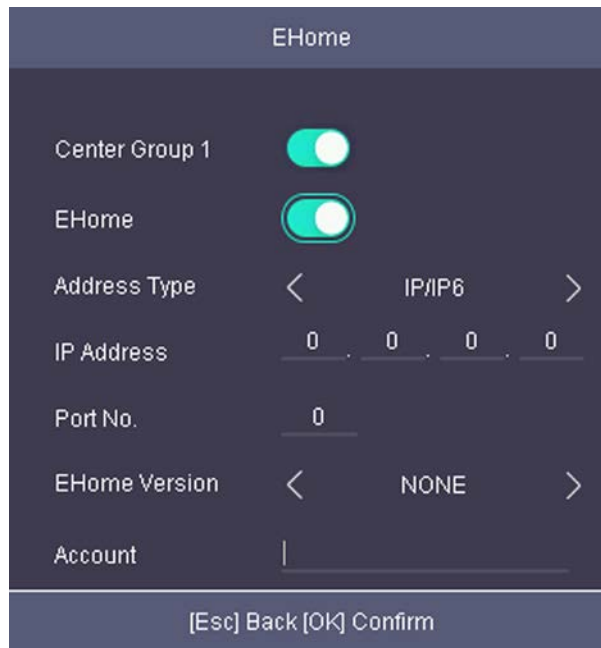 EHome
Center Group 1
EHome
Address Type < IP/IP6 >
IP Address 0 . 0 . 0 . 0
Port No. 0
EHome Version < NONE >
Account
[Esc] Back [OK] Confirm